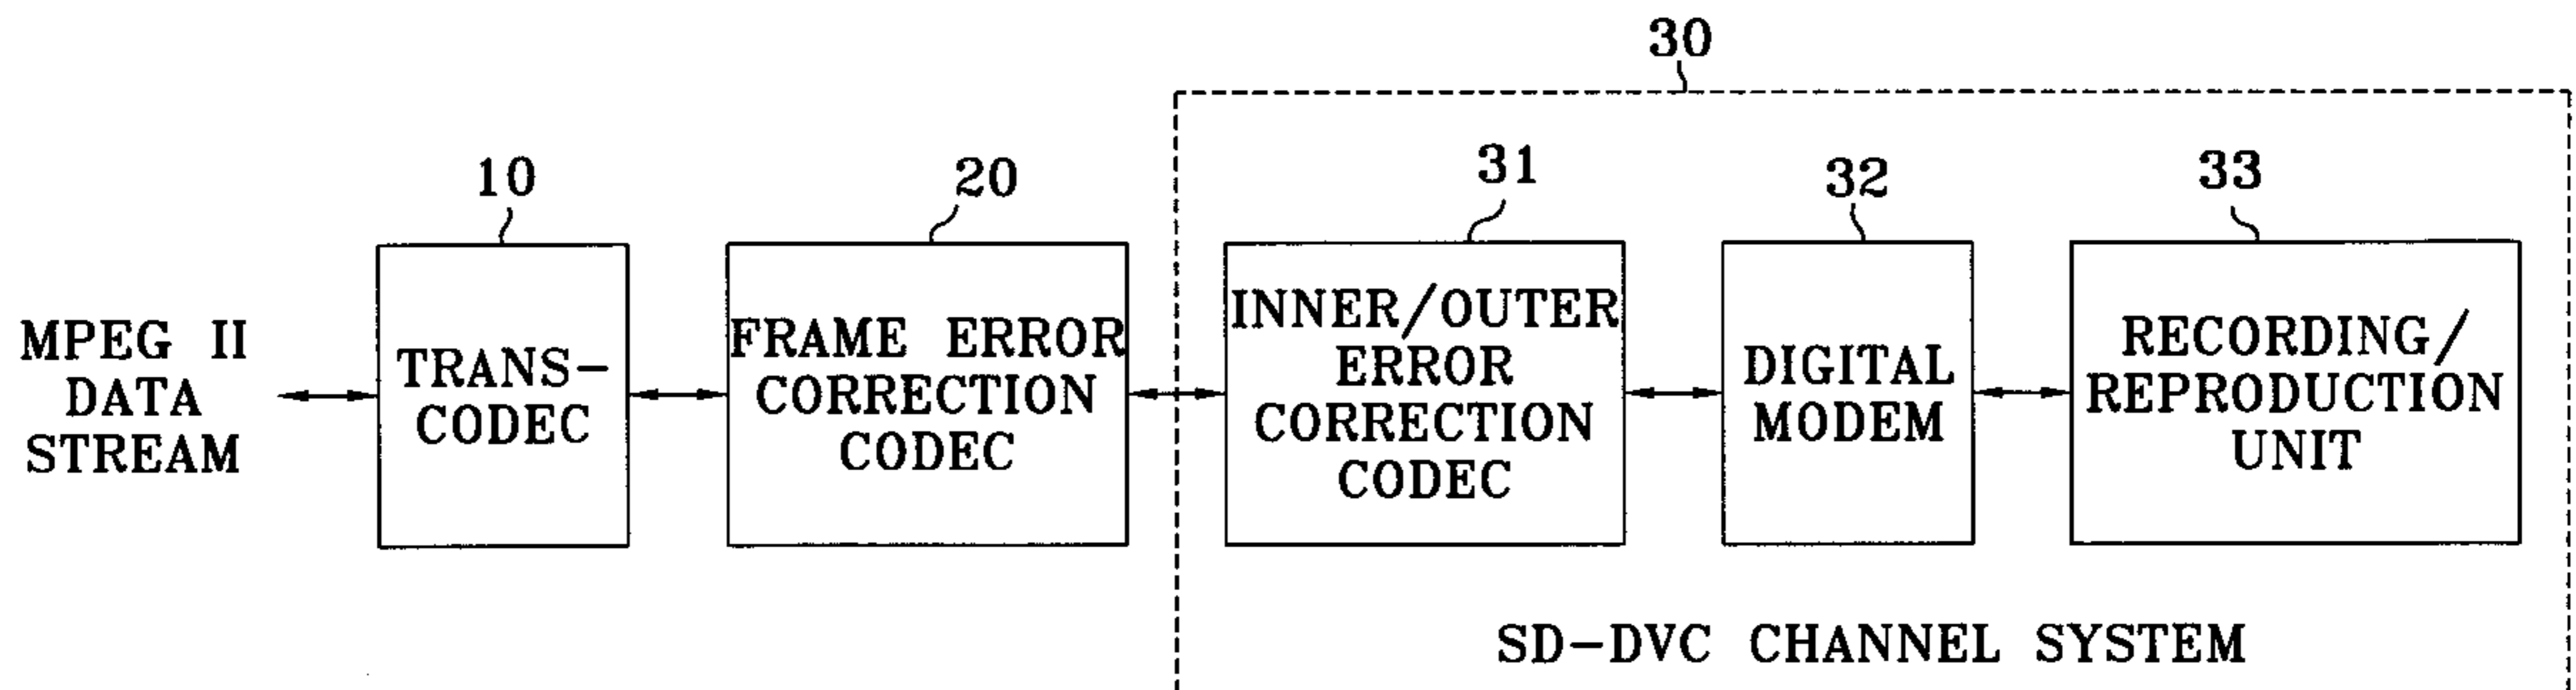 30
10
20
31
32
33
MPEG II
DATA
STREAM
TRANS-
CODEC
FRAME ERROR
CORRECTION
CODEC
INNER/OUTER
ERROR
CORRECTION
CODEC
DIGITAL
MODEM
RECORDING/
REPRODUCTION
UNIT
SD-DVC CHANNEL SYSTEM